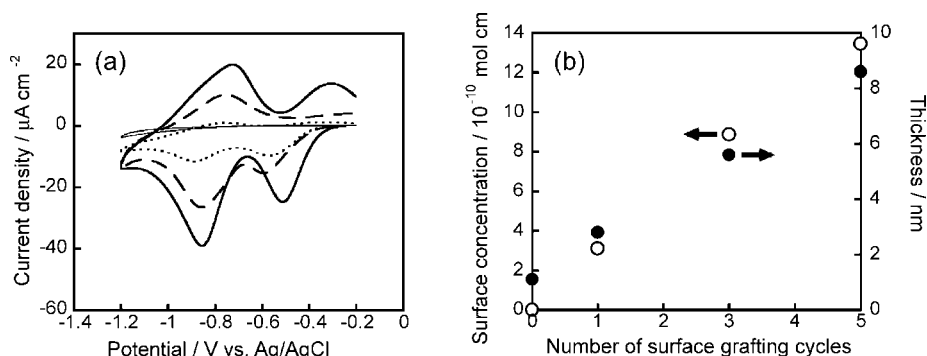 (a)
Current density / μA cm⁻²
20
0
-20
-40
-60
-1.4 -1.2 -1 -0.8 -0.6 -0.4 -0.2 0
Potential / V vs. Ag/AgCl
(b)
Surface concentration / 10⁻¹⁰ mol cm
14
12
10
8
6
4
2
0
0 1 2 3 4 5
Number of surface grafting cycles
10
8
6
4
2
0
Thickness / nm